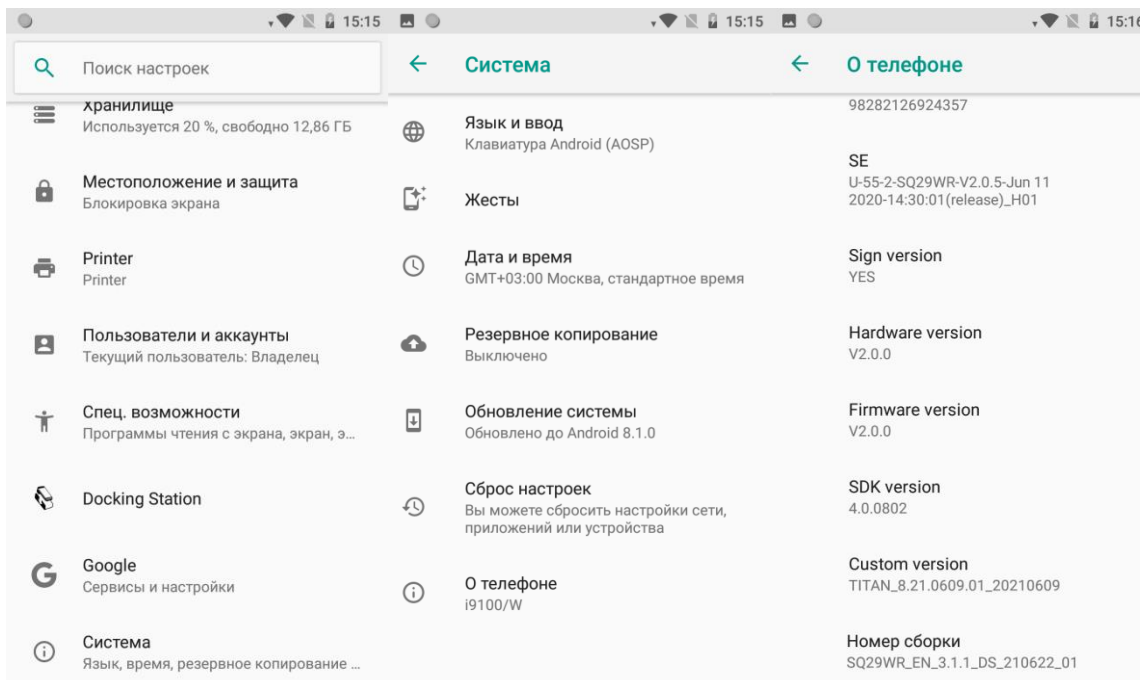 15:15
Поиск настроек
Хранилище
Используется 20 %, свободно 12,86 ГБ
Местоположение и защита
Блокировка экрана
Printer
Printer
Пользователи и аккаунты
Текущий пользователь: Владелец
Спец. возможности
Программы чтения с экрана, экран, э...
Docking Station
Google
Сервисы и настройки
Система
Язык, время, резервное копирование ...
15:15
Система
Язык и ввод
Клавиатура Android (AOSP)
Жесты
Дата и время
GMT+03:00 Москва, стандартное время
Резервное копирование
Выключено
Обновление системы
Обновлено до Android 8.1.0
Сброс настроек
Вы можете сбросить настройки сети,
приложений или устройства
О телефоне
i9100/W
15:16
О телефоне
98282126924357
SE
U-55-2-SQ29WR-V2.0.5-Jun 11
2020-14:30:01(release)_H01
Sign version
YES
Hardware version
V2.0.0
Firmware version
V2.0.0
SDK version
4.0.0802
Custom version
TITAN_8.21.0609.01_20210609
Номер сборки
SQ29WR_EN_3.1.1_DS_210622_01